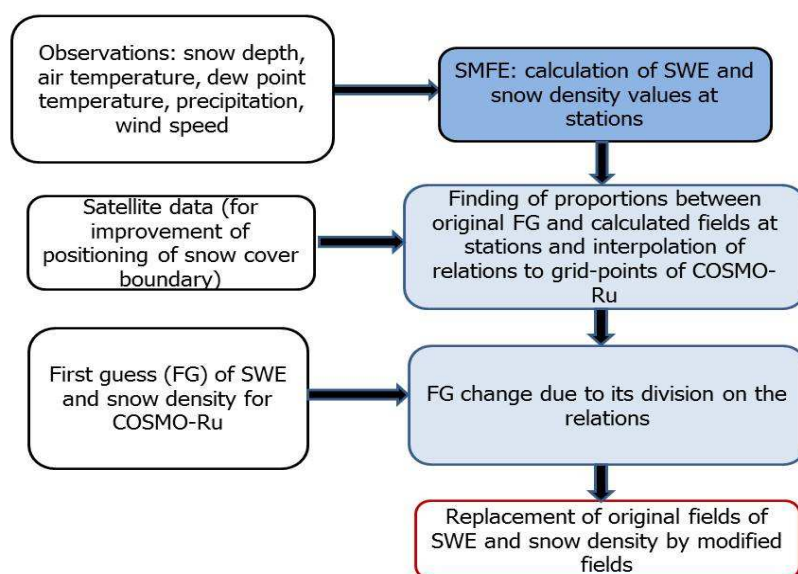 Observations: snow depth,
air temperature, dew point
temperature, precipitation,
wind speed
SMFE: calculation of SWE and
snow density values at
stations
Satellite data (for
improvement of
positioning of snow cover
boundary)
Finding of proportions between
original FG and calculated fields at
stations and interpolation of
relations to grid-points of COSMO-
Ru
First guess (FG) of SWE
and snow density for
COSMO-Ru
FG change due to its division on the
relations
Replacement of original fields of
SWE and snow density by modified
fields